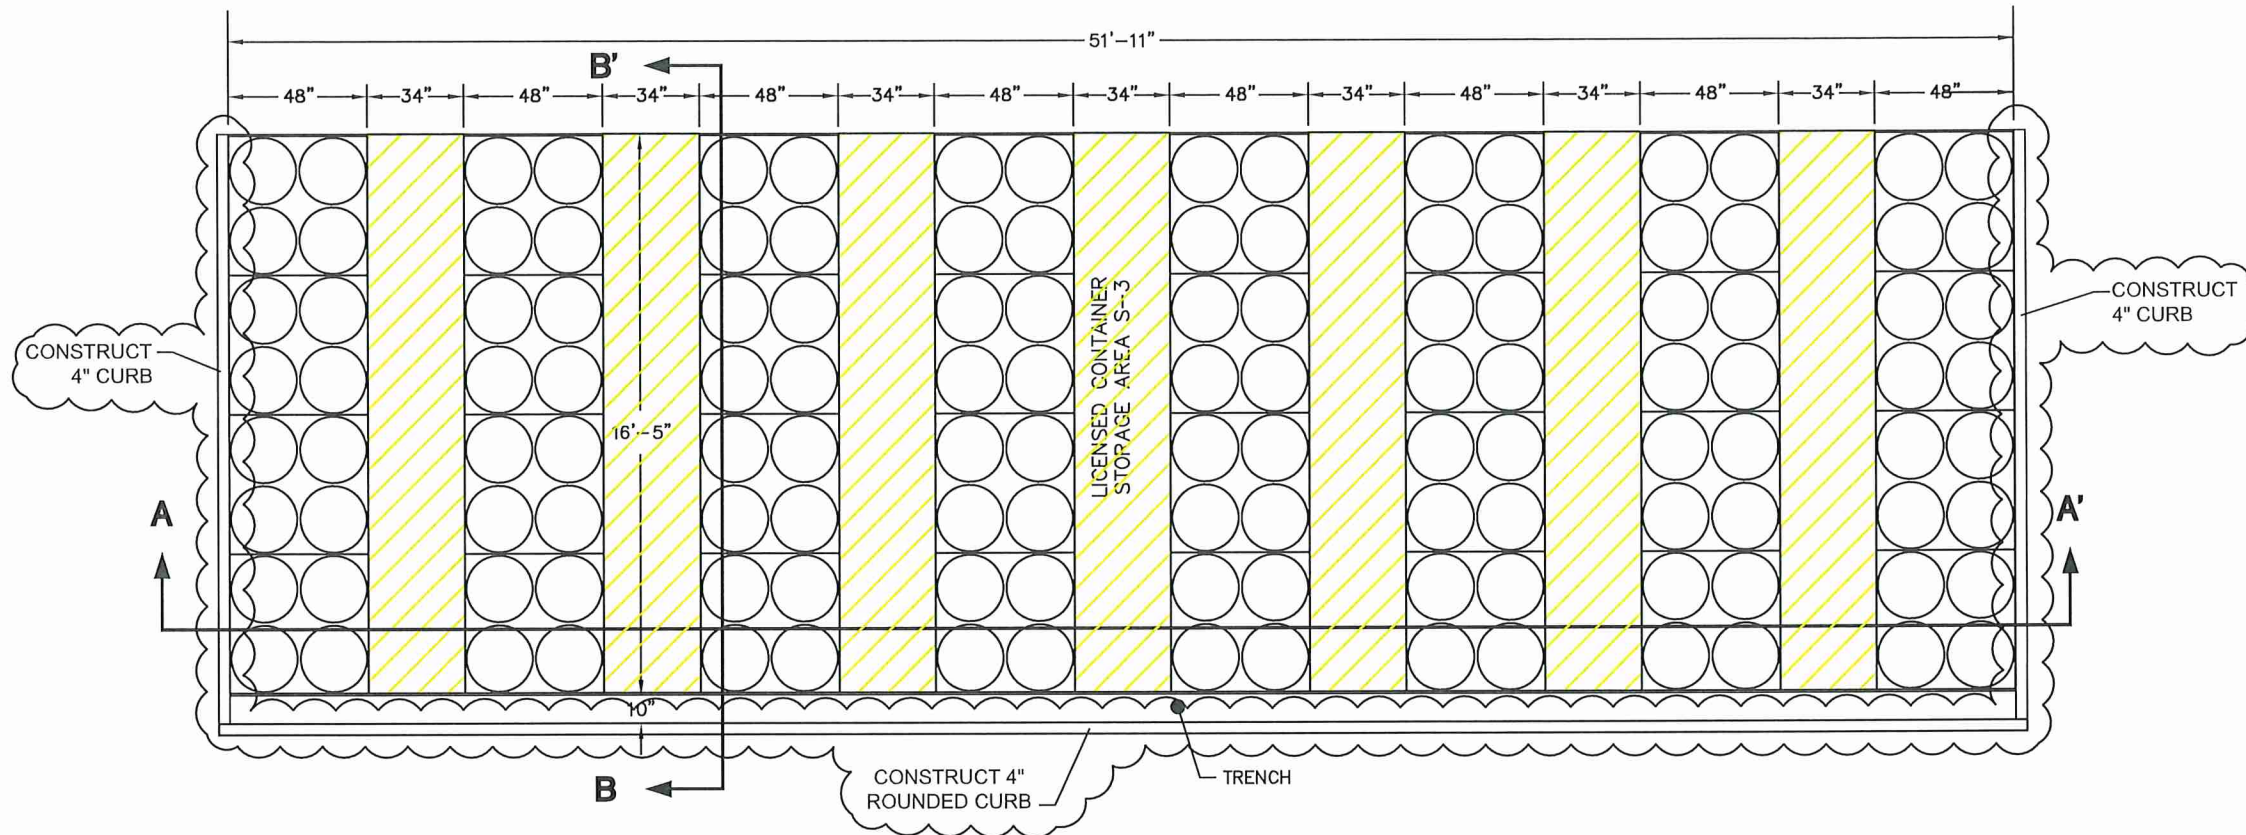 51'-11"
B'
48" 34" 48" 34" 48" 34" 48" 34" 48" 34" 48" 34" 48" 34" 48"
LICENSED CONTAINER
STORAGE AREA S-3
CONSTRUCT
4" CURB
CONSTRUCT
4" CURB
16'-5"
A
A'
10"
B
CONSTRUCT 4"
ROUNDED CURB
TRENCH